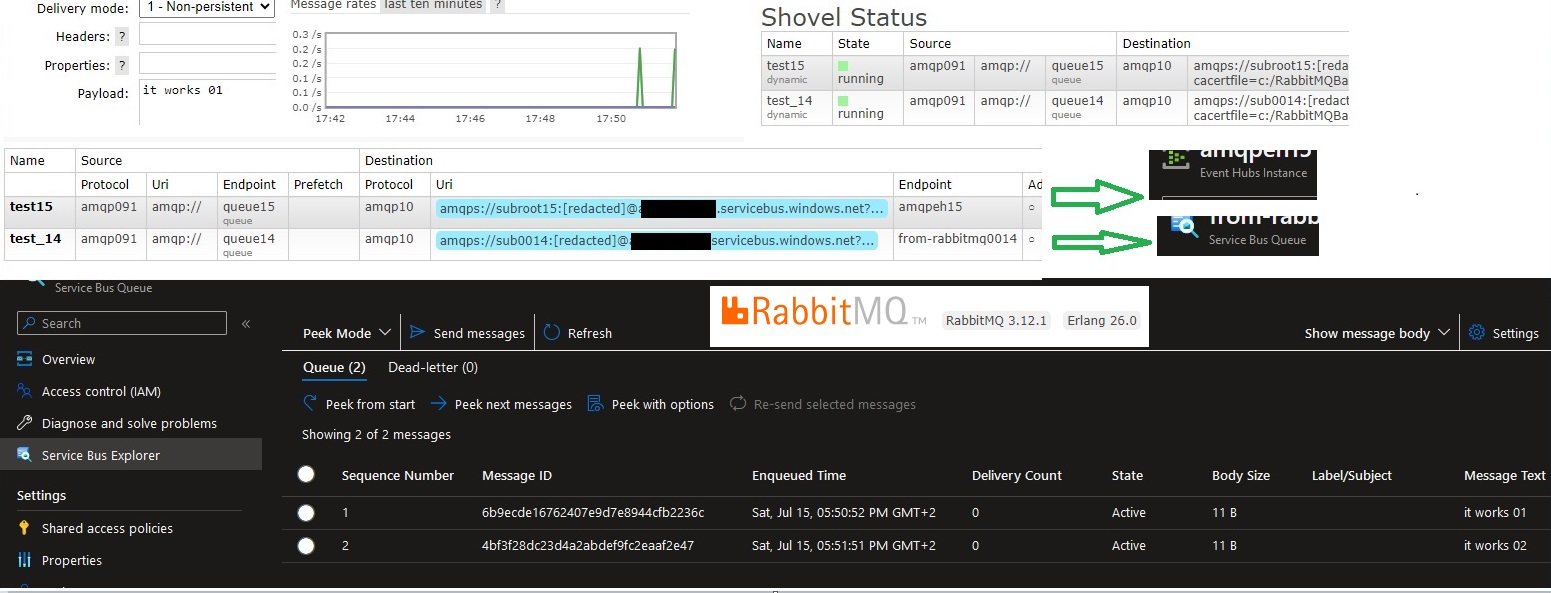 Delivery mode: 1 - Non-persistent
Headers: ?
Properties: ?
Payload: it works 01
Message rates last ten minutes ?
0.3 /s
0.2 /s
0.2 /s
0.1 /s
0.1 /s
0.0 /s
17:42 17:44 17:46 17:48 17:50
Shovel Status
Name State Source Destination
test15 running amqp091 amqp:// queue15 amqp10 amqps://subroot15:[redac
dynamic queue cacertfile=c:/RabbitMQBa
test_14 running amqp091 amqp:// queue14 amqp10 amqps://sub0014:[redact
dynamic queue cacertfile=c:/RabbitMQBa
Name Source Destination
Protocol Uri Endpoint Prefetch Protocol Uri Endpoint Ad
test15 amqp091 amqp:// queue15 amqp10 amqps://subroot15:[redacted]@a .servicebus.windows.net?... amqpeh15
queue
test_14 amqp091 amqp:// queue14 amqp10 amqps://sub0014:[redacted]@ servicebus.windows.net?... from-rabbitmq0014
queue
amqpeh15
Event Hubs Instance
from-rabb
Service Bus Queue
Service Bus Queue
Search «
Overview
Access control (IAM)
Diagnose and solve problems
Service Bus Explorer
Settings
Shared access policies
Properties
RabbitMQ TM RabbitMQ 3.12.1 Erlang 26.0
Peek Mode Send messages Refresh Show message body Settings
Queue (2) Dead-letter (0)
Peek from start Peek next messages Peek with options Re-send selected messages
Showing 2 of 2 messages
Sequence Number Message ID Enqueued Time Delivery Count State Body Size Label/Subject Message Text
1 6b9ecde16762407e9d7e8944cfb2236c Sat, Jul 15, 05:50:52 PM GMT+2 0 Active 11 B it works 01
2 4bf3f28dc23d4a2abdef9fc2eaaf2e47 Sat, Jul 15, 05:51:51 PM GMT+2 0 Active 11 B it works 02